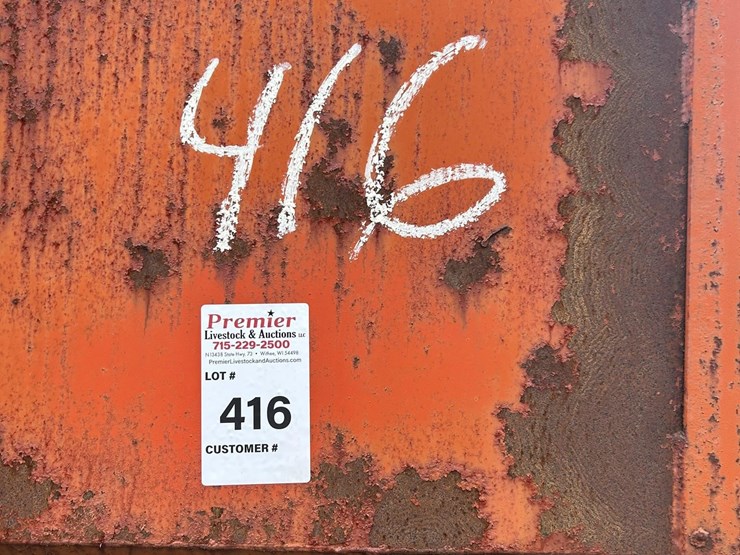 416
Premier
Livestock & Auctions LLC
715-229-2500
N13438 State Hwy. 73 • Withee, WI 54498
PremierLivestockandAuctions.com
LOT #
416
CUSTOMER #